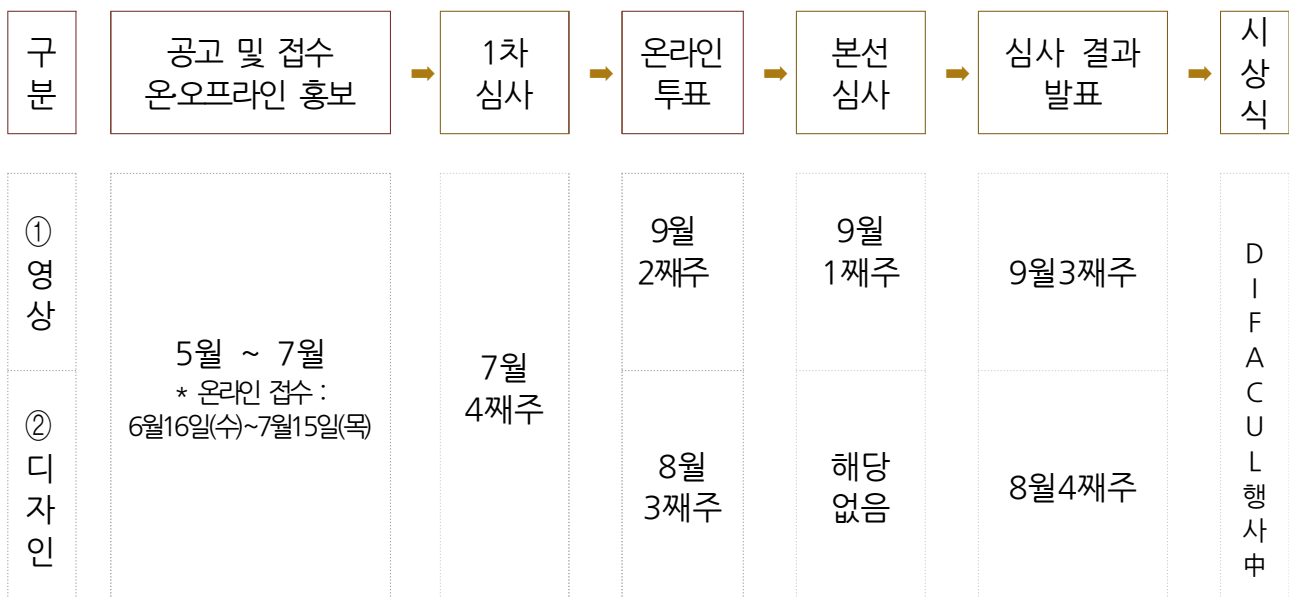 구
분
공고 및 접수
온·오프라인 홍보
➡
1차
심사
➡
온라인
투표
➡
본선
심사
➡
심사 결과
발표
➡
시
상
식
①
영
상
5월 ~ 7월
* 온라인 접수 :
6월16일(수)~7월15일(목)
7월
4째주
9월
2째주
9월
1째주
9월3째주
D
I
F
A
C
U
L
행
사
中
②
디
자
인
8월
3째주
해당
없음
8월4째주